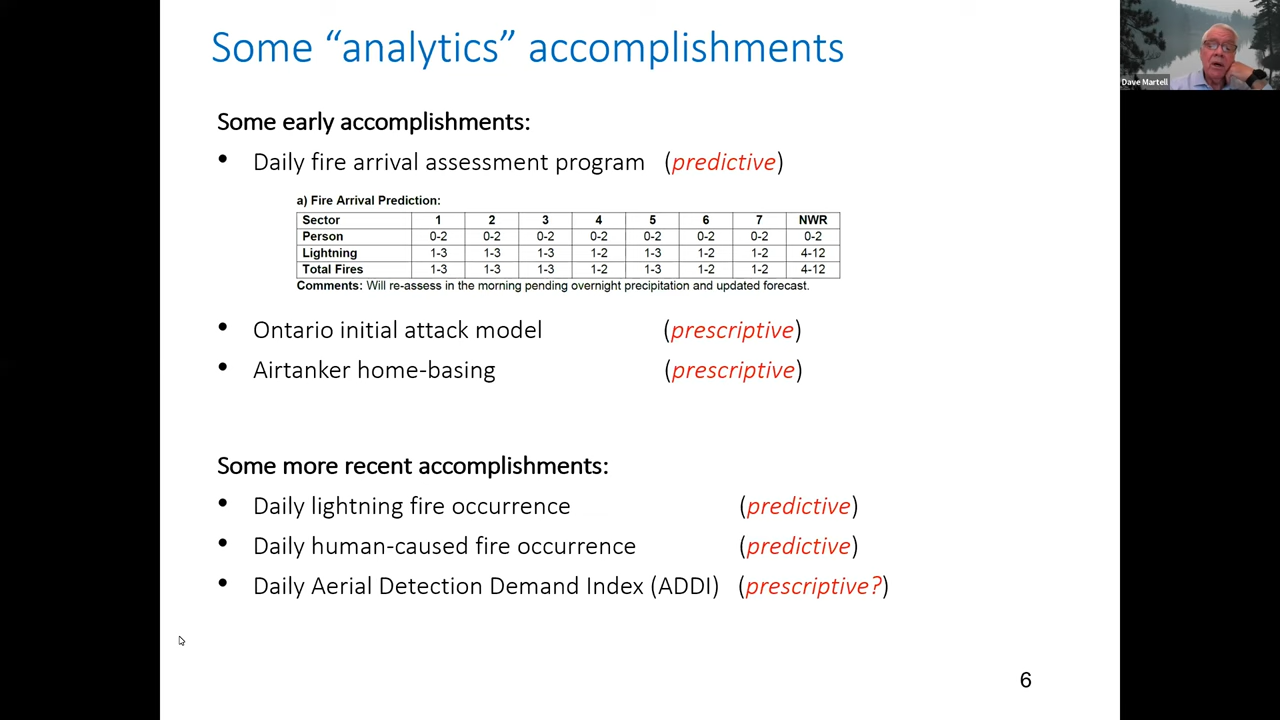 Some “analytics” accomplishments
Dave Martell
Some early accomplishments:
• Daily fire arrival assessment program (predictive)
a) Fire Arrival Prediction:
Sector 1 2 3 4 5 6 7 NWR
Person 0-2 0-2 0-2 0-2 0-2 0-2 0-2 0-2
Lightning 1-3 1-3 1-3 1-2 1-3 1-2 1-2 4-12
Total Fires 1-3 1-3 1-3 1-2 1-3 1-2 1-2 4-12
Comments: Will re-assess in the morning pending overnight precipitation and updated forecast.
• Ontario initial attack model (prescriptive)
• Airtanker home-basing (prescriptive)
Some more recent accomplishments:
• Daily lightning fire occurrence (predictive)
• Daily human-caused fire occurrence (predictive)
• Daily Aerial Detection Demand Index (ADDI) (prescriptive?)
6